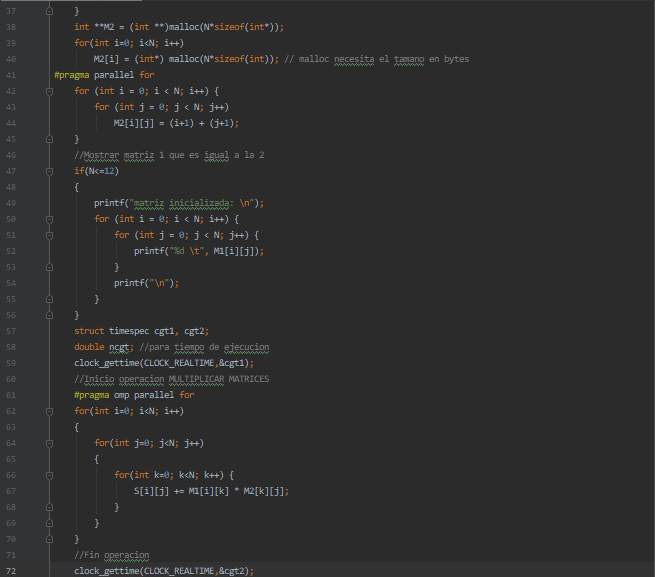 37 }
38 int **M2 = (int **)malloc(N*sizeof(int*));
39 for(int i=0; i<N; i++)
40 M2[i] = (int*) malloc(N*sizeof(int)); // malloc necesita el tamano en bytes
41 #pragma parallel for
42 for (int i = 0; i < N; i++) {
43 for (int j = 0; j < N; j++)
44 M2[i][j] = (i+1) + (j+1);
45 }
46 //Mostrar matriz 1 que es igual a la 2
47 if(N<=12)
48 {
49 printf("matriz inicializada: \n");
50 for (int i = 0; i < N; i++) {
51 for (int j = 0; j < N; j++) {
52 printf("%d \t", M1[i][j]);
53 }
54 printf("\n");
55 }
56 }
57 struct timespec cgt1, cgt2;
58 double ncgt; //para tiempo de ejecucion
59 clock_gettime(CLOCK_REALTIME,&cgt1);
60 //Inicio operacion MULTIPLICAR MATRICES
61 #pragma omp parallel for
62 for(int i=0; i<N; i++)
63 {
64 for(int j=0; j<N; j++)
65 {
66 for(int k=0; k<N; k++) {
67 S[i][j] += M1[i][k] * M2[k][j];
68 }
69 }
70 }
71 //Fin operacion
72 clock_gettime(CLOCK_REALTIME,&cgt2);